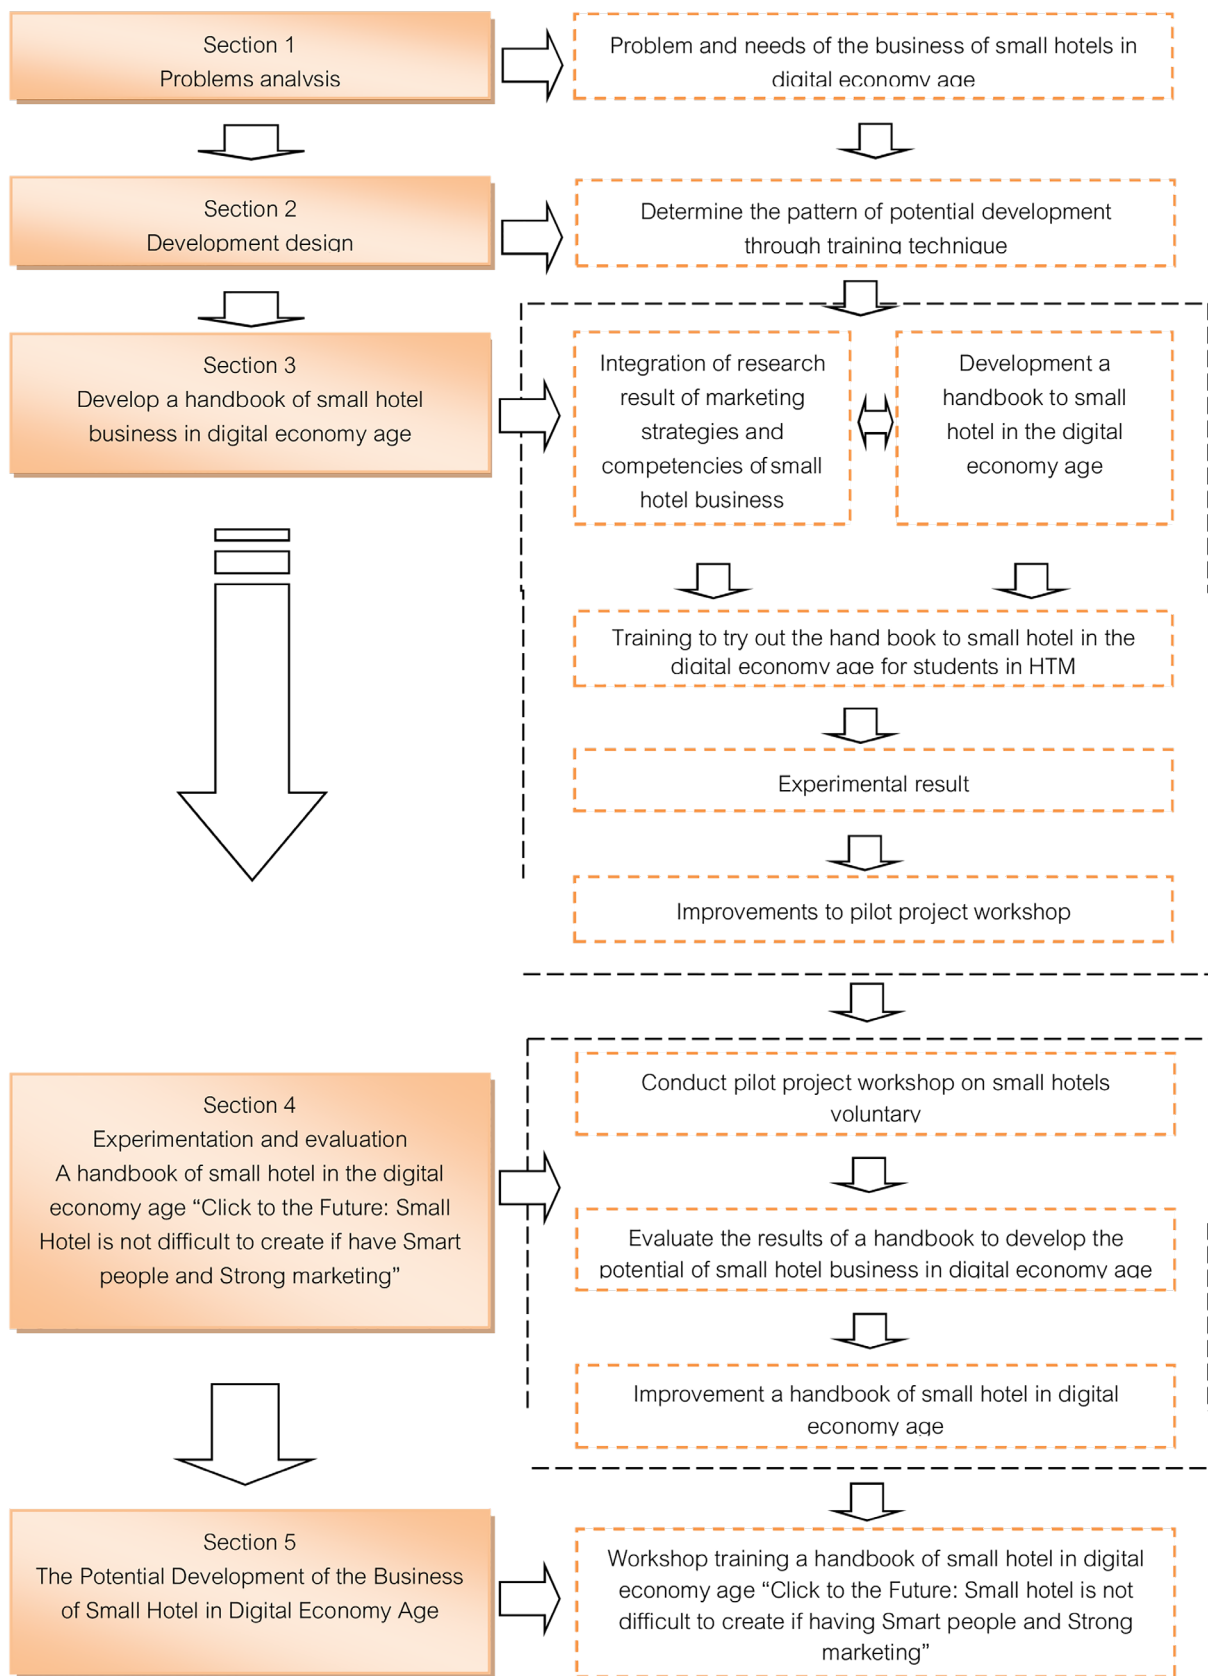 Section 1
Problems analysis
Problem and needs of the business of small hotels in
digital economy age
Section 2
Development design
Determine the pattern of potential development
through training technique
Section 3
Develop a handbook of small hotel
business in digital economy age
Integration of research
result of marketing
strategies and
competencies of small
hotel business
Development a
handbook to small
hotel in the digital
economy age
Training to try out the hand book to small hotel in the
digital economy age for students in HTM
Experimental result
Improvements to pilot project workshop
Section 4
Experimentation and evaluation
A handbook of small hotel in the digital
economy age “Click to the Future: Small
Hotel is not difficult to create if have Smart
people and Strong marketing”
Conduct pilot project workshop on small hotels
voluntary
Evaluate the results of a handbook to develop the
potential of small hotel business in digital economy age
Improvement a handbook of small hotel in digital
economy age
Section 5
The Potential Development of the Business
of Small Hotel in Digital Economy Age
Workshop training a handbook of small hotel in digital
economy age “Click to the Future: Small hotel is not
difficult to create if having Smart people and Strong
marketing”